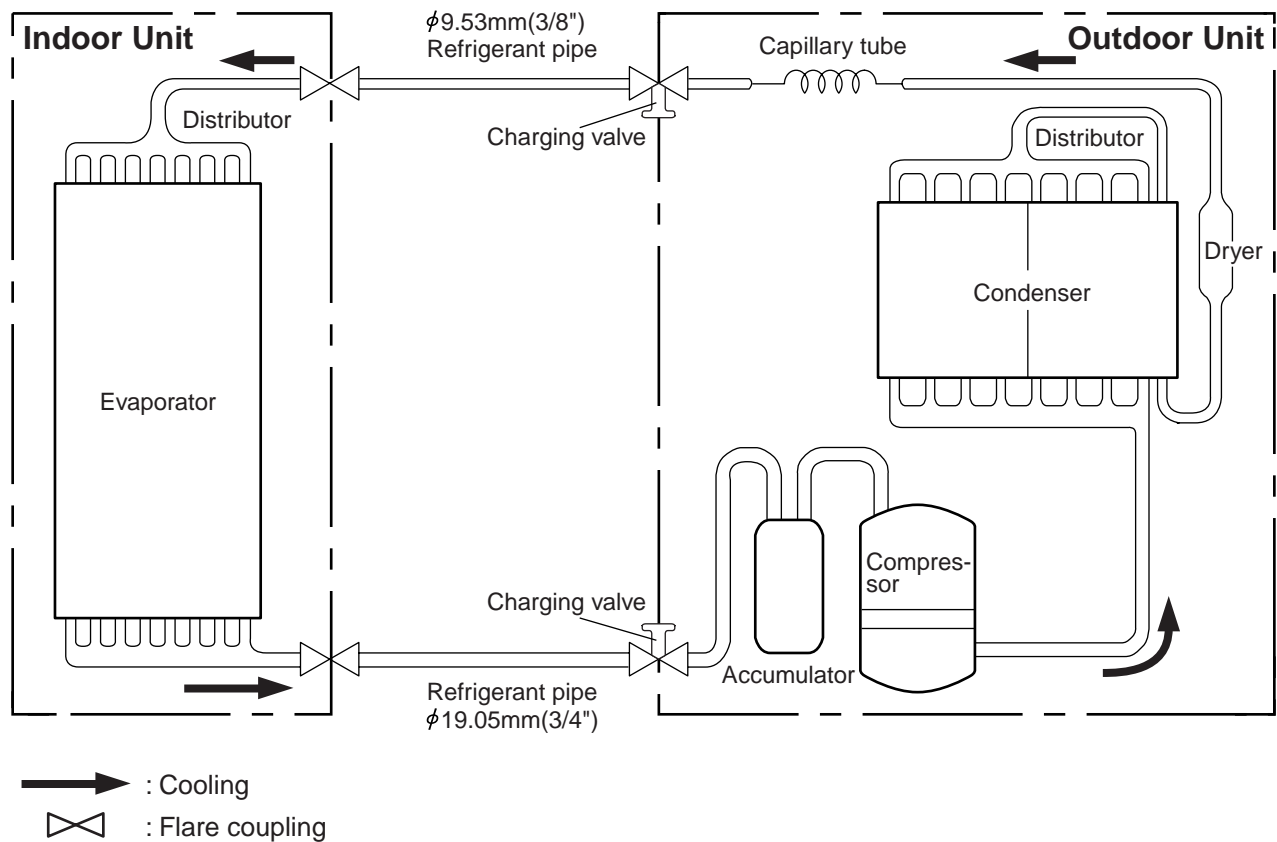 Indoor Unit
ϕ9.53mm(3/8")
Refrigerant pipe
Capillary tube
Outdoor Unit
Distributor
Charging valve
Distributor
Dryer
Condenser
Evaporator
Compres-
sor
Charging valve
Accumulator
Refrigerant pipe
ϕ19.05mm(3/4")
: Cooling
: Flare coupling